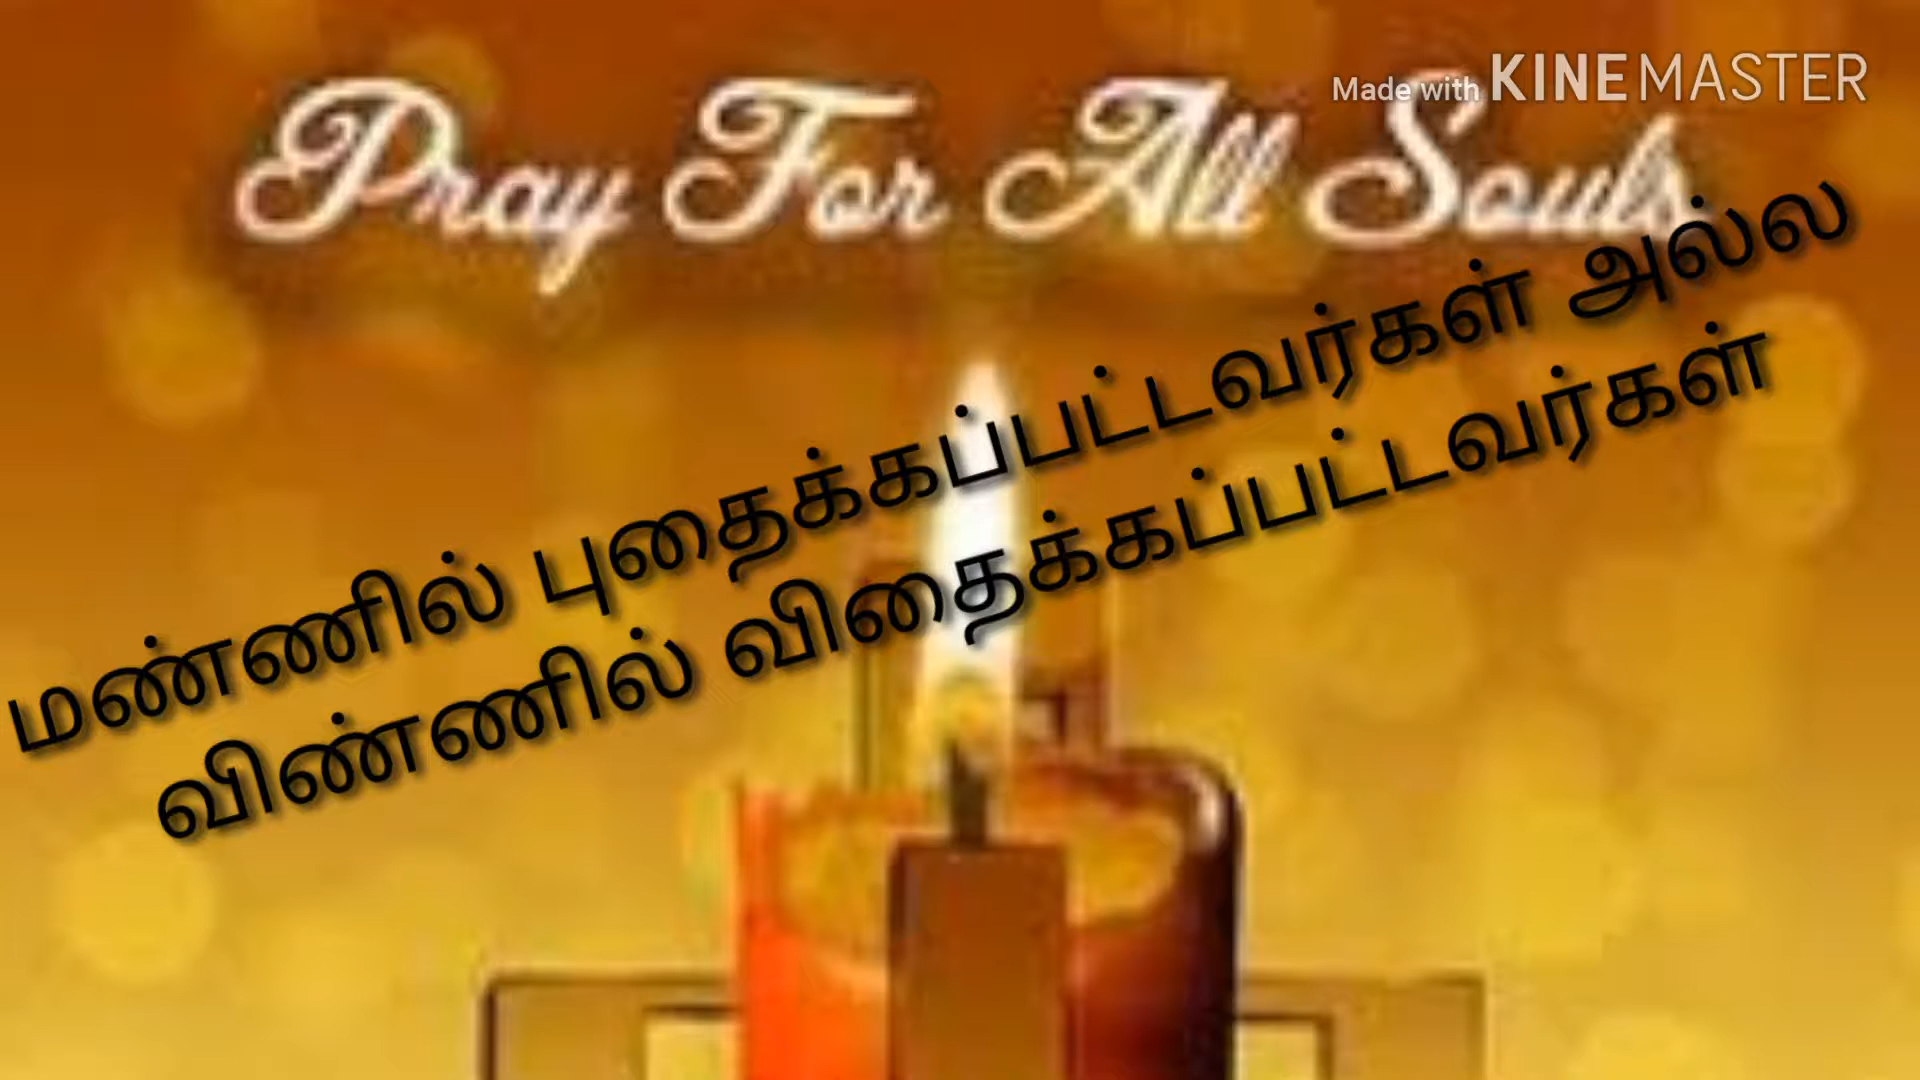 Made with KINEMASTER
Pray For All Souls
மண்ணில் புதைக்கப்பட்டவர்கள் அல்ல
விண்ணில் விதைக்கப்பட்டவர்கள்